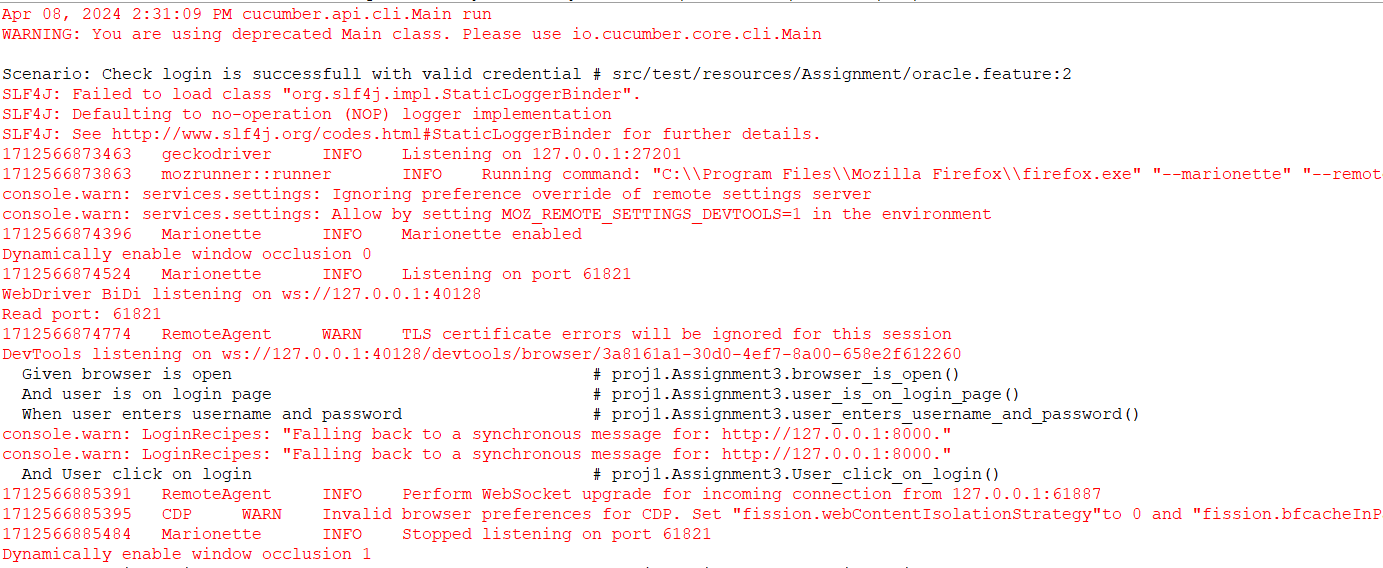 Apr 08, 2024 2:31:09 PM cucumber.api.cli.Main run
WARNING: You are using deprecated Main class. Please use io.cucumber.core.cli.Main
Scenario: Check login is successfull with valid credential # src/test/resources/Assignment/oracle.feature:2
SLF4J: Failed to load class "org.slf4j.impl.StaticLoggerBinder".
SLF4J: Defaulting to no-operation (NOP) logger implementation
SLF4J: See http://www.slf4j.org/codes.html#StaticLoggerBinder for further details.
1712566873463 geckodriver INFO Listening on 127.0.0.1:27201
1712566873863 mozrunner::runner INFO Running command: "C:\\Program Files\\Mozilla Firefox\\firefox.exe" "--marionette" "--remot
console.warn: services.settings: Ignoring preference override of remote settings server
console.warn: services.settings: Allow by setting MOZ_REMOTE_SETTINGS_DEVTOOLS=1 in the environment
1712566874396 Marionette INFO Marionette enabled
Dynamically enable window occlusion 0
1712566874524 Marionette INFO Listening on port 61821
WebDriver BiDi listening on ws://127.0.0.1:40128
Read port: 61821
1712566874774 RemoteAgent WARN TLS certificate errors will be ignored for this session
DevTools listening on ws://127.0.0.1:40128/devtools/browser/3a8161a1-30d0-4ef7-8a00-658e2f612260
Given browser is open # proj1.Assignment3.browser_is_open()
And user is on login page # proj1.Assignment3.user_is_on_login_page()
When user enters username and password # proj1.Assignment3.user_enters_username_and_password()
console.warn: LoginRecipes: "Falling back to a synchronous message for: http://127.0.0.1:8000."
console.warn: LoginRecipes: "Falling back to a synchronous message for: http://127.0.0.1:8000."
And User click on login # proj1.Assignment3.User_click_on_login()
1712566885391 RemoteAgent INFO Perform WebSocket upgrade for incoming connection from 127.0.0.1:61887
1712566885395 CDP WARN Invalid browser preferences for CDP. Set "fission.webContentIsolationStrategy"to 0 and "fission.bfcacheInP
1712566885484 Marionette INFO Stopped listening on port 61821
Dynamically enable window occlusion 1